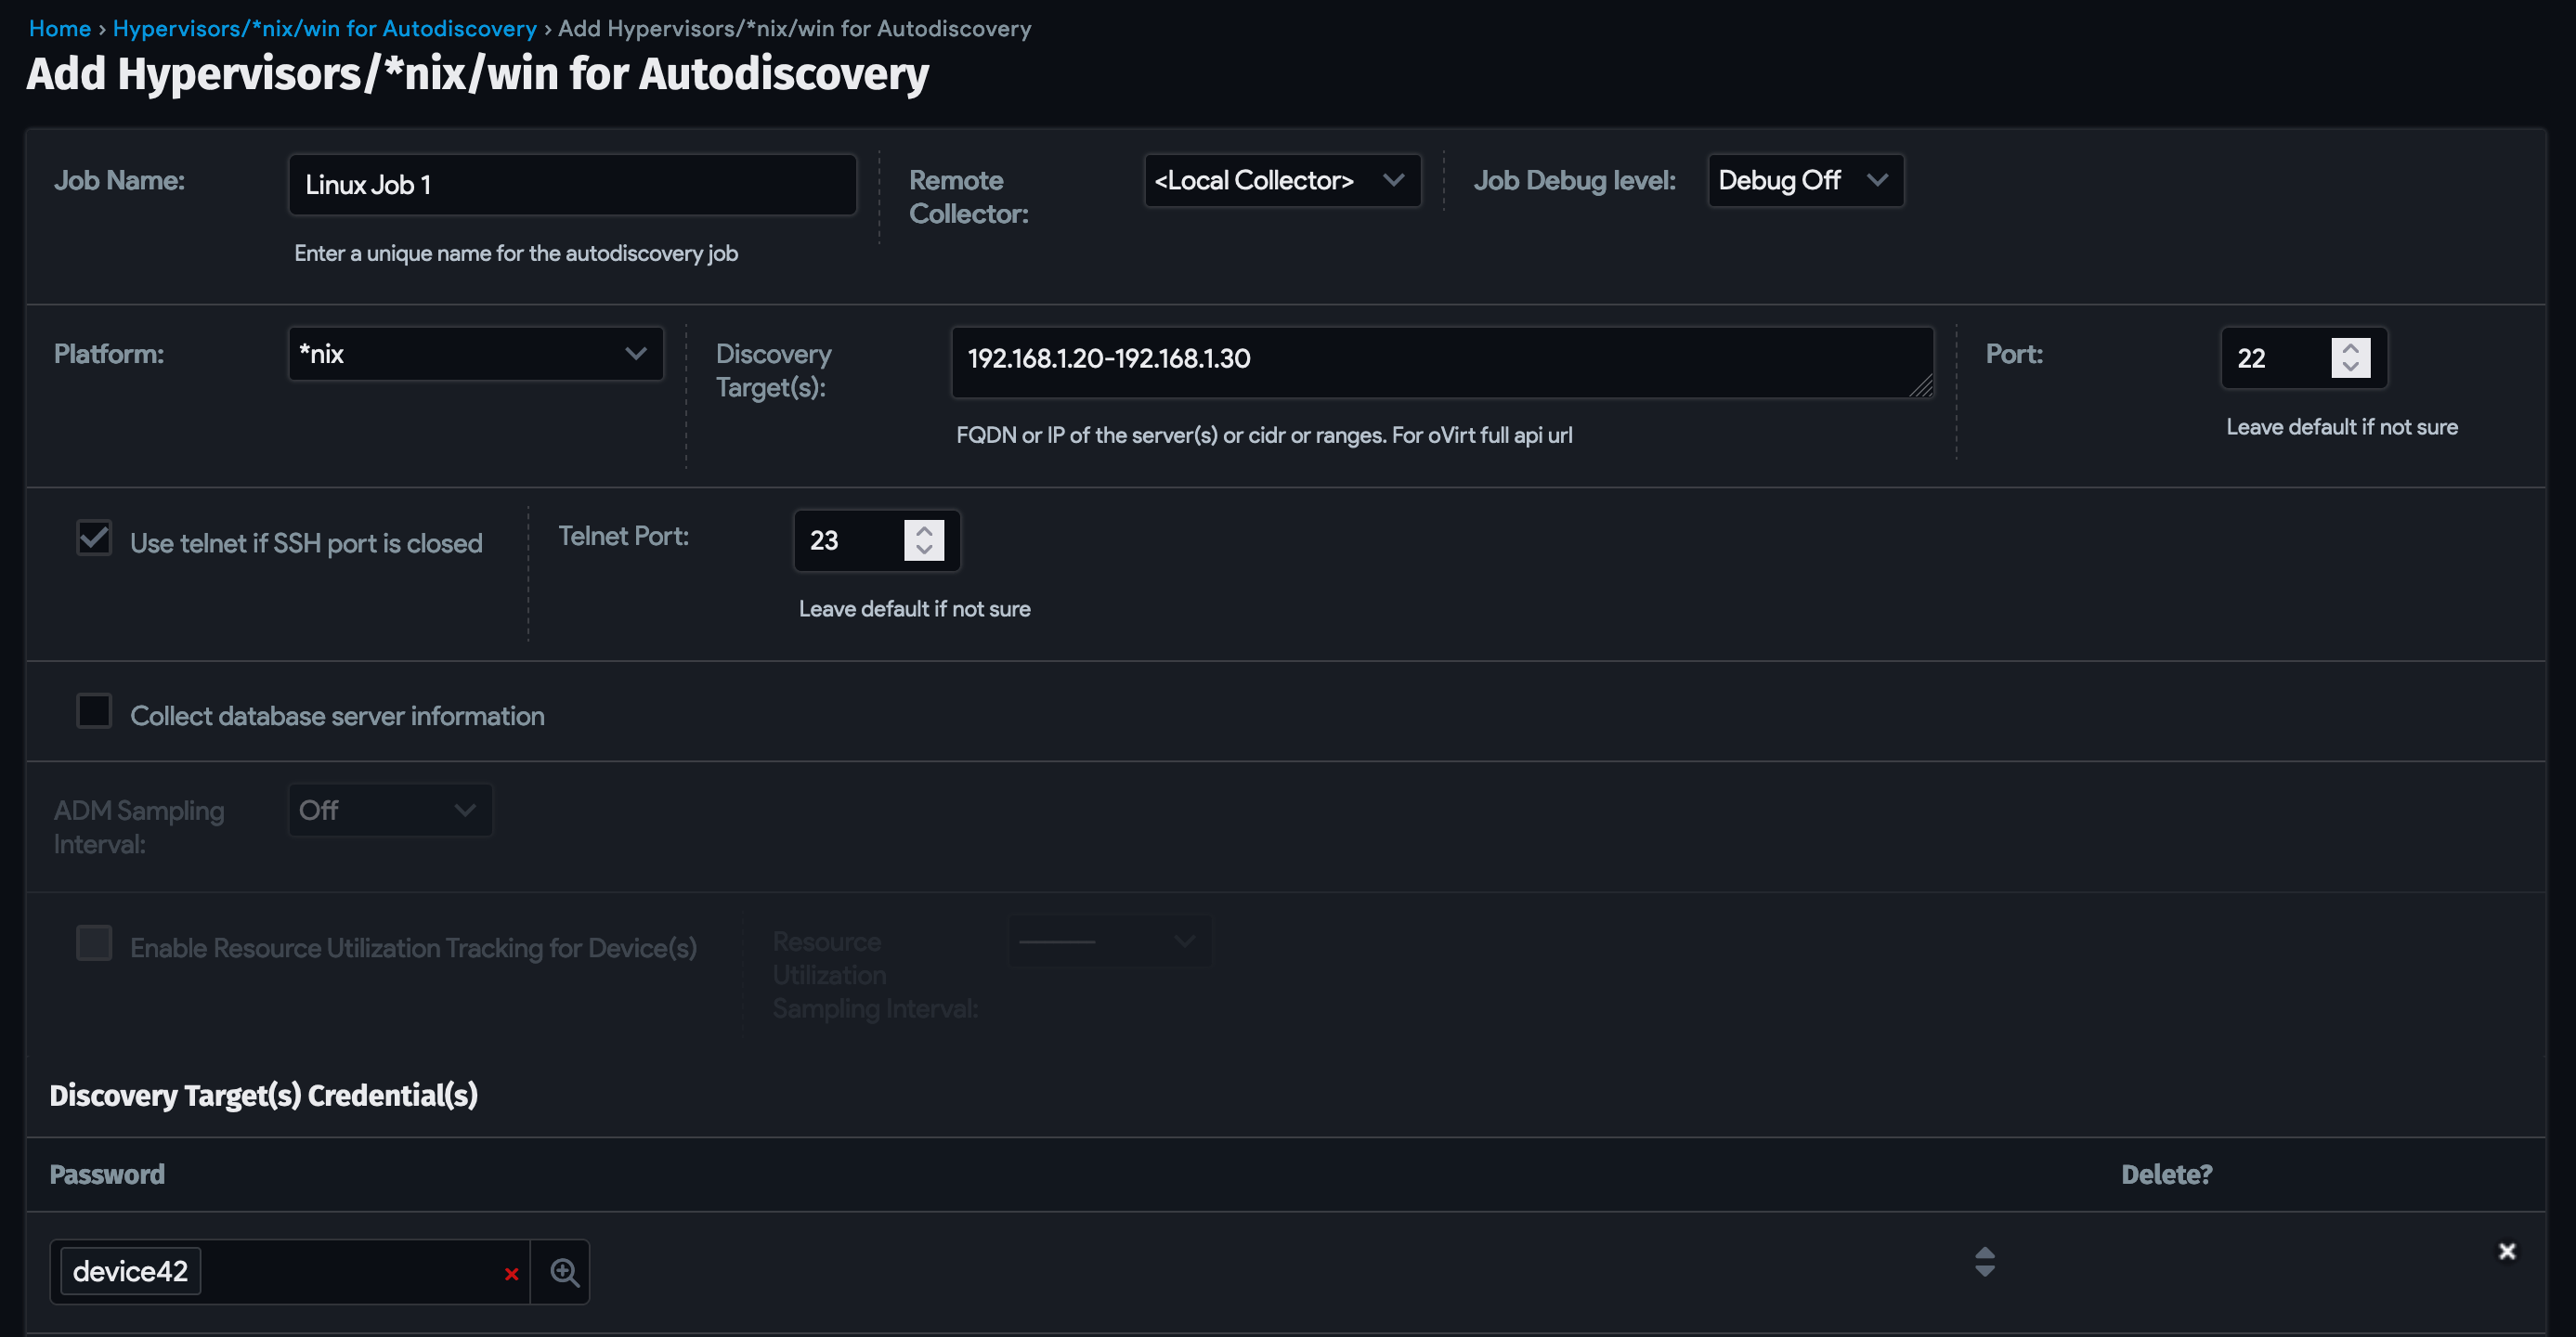 Home › Hypervisors/*nix/win for Autodiscovery › Add Hypervisors/*nix/win for Autodiscovery
Add Hypervisors/*nix/win for Autodiscovery
Job Name:
Linux Job 1
Enter a unique name for the autodiscovery job
Remote
Collector:
<Local Collector>
Job Debug level:
Debug Off
Platform:
*nix
Discovery
Target(s):
192.168.1.20-192.168.1.30
FQDN or IP of the server(s) or cidr or ranges. For oVirt full api url
Port:
22
Leave default if not sure
Use telnet if SSH port is closed
Telnet Port:
23
Leave default if not sure
Collect database server information
ADM Sampling
Interval:
Off
Enable Resource Utilization Tracking for Device(s)
Resource
Utilization
Sampling Interval:
Discovery Target(s) Credential(s)
Password
Delete?
device42